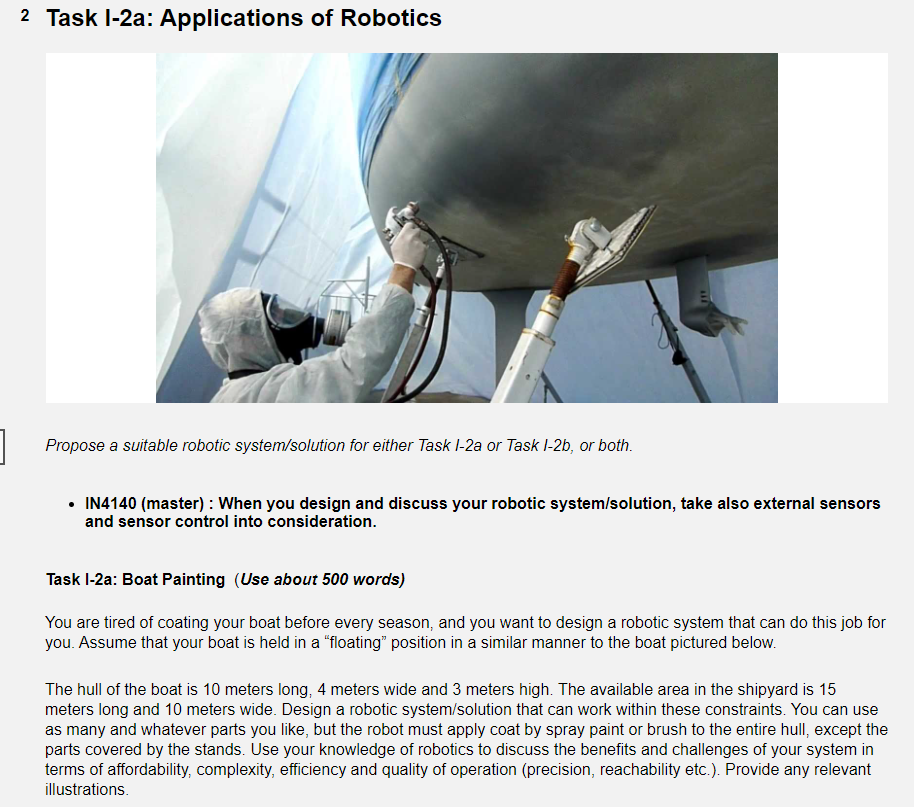 2 Task I-2a: Applications of Robotics
Propose a suitable robotic system/solution for either Task I-2a or Task I-2b, or both.
• IN4140 (master) : When you design and discuss your robotic system/solution, take also external sensors
and sensor control into consideration.
Task I-2a: Boat Painting (Use about 500 words)
You are tired of coating your boat before every season, and you want to design a robotic system that can do this job for
you. Assume that your boat is held in a “floating” position in a similar manner to the boat pictured below.
The hull of the boat is 10 meters long, 4 meters wide and 3 meters high. The available area in the shipyard is 15
meters long and 10 meters wide. Design a robotic system/solution that can work within these constraints. You can use
as many and whatever parts you like, but the robot must apply coat by spray paint or brush to the entire hull, except the
parts covered by the stands. Use your knowledge of robotics to discuss the benefits and challenges of your system in
terms of affordability, complexity, efficiency and quality of operation (precision, reachability etc.). Provide any relevant
illustrations.